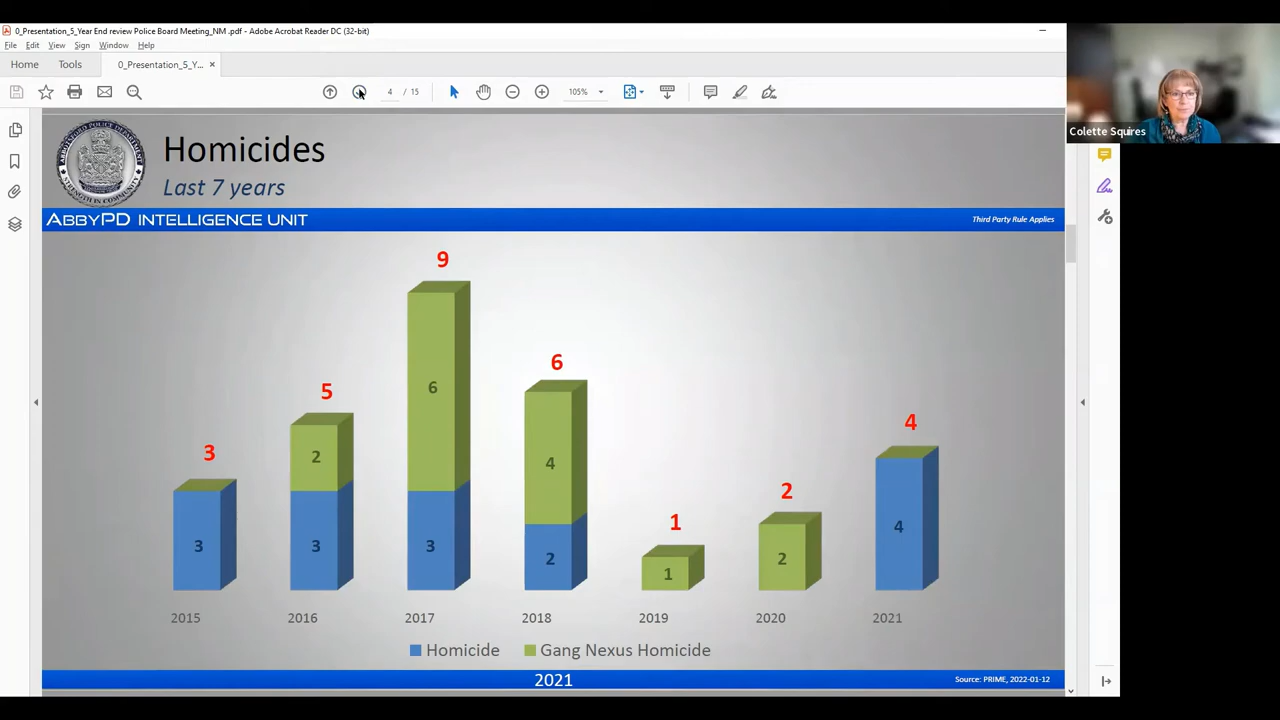 0_Presentation_5_Year End review Police Board Meeting_NM .pdf - Adobe Acrobat Reader DC (32-bit)
File Edit View Sign Window Help
Home Tools 0_Presentation_5_Y... ×
4 / 15 105%
Colette Squires
Homicides
Last 7 years
ABBYPD INTELLIGENCE UNIT Third Party Rule Applies
9
6
5
4
3
2
1
6
2
4
3
3
3
2
1
2
4
2015 2016 2017 2018 2019 2020 2021
Homicide Gang Nexus Homicide
2021 Source: PRIME, 2022-01-12